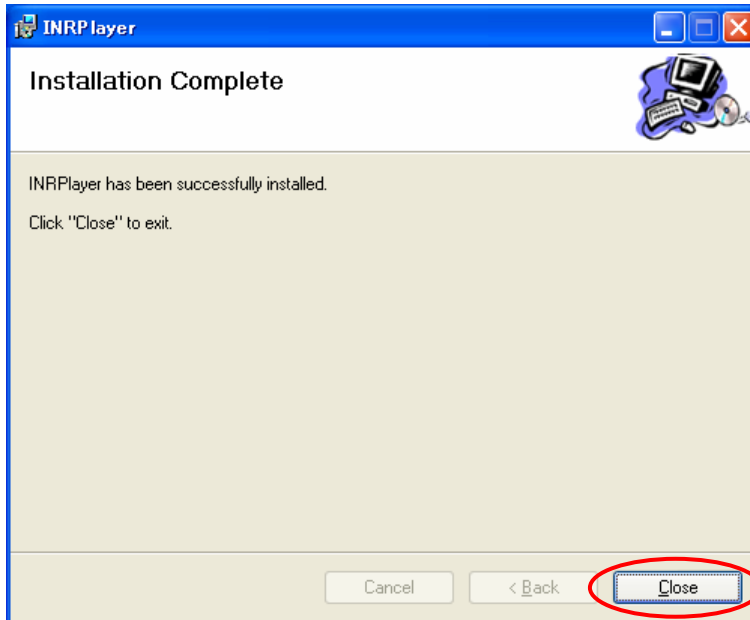 INRPlayer
Installation Complete
INRPlayer has been successfully installed.
Click "Close" to exit.
Cancel
< Back
Close